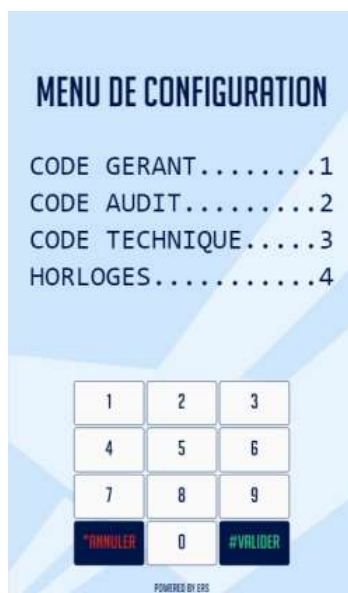 MENU DE CONFIGURATION
CODE GERANT........1
CODE AUDIT.........2
CODE TECHNIQUE.....3
HORLOGES...........4
1 2 3
4 5 6
7 8 9
*ANNULER 0 #VALIDER
POWERED BY ERS